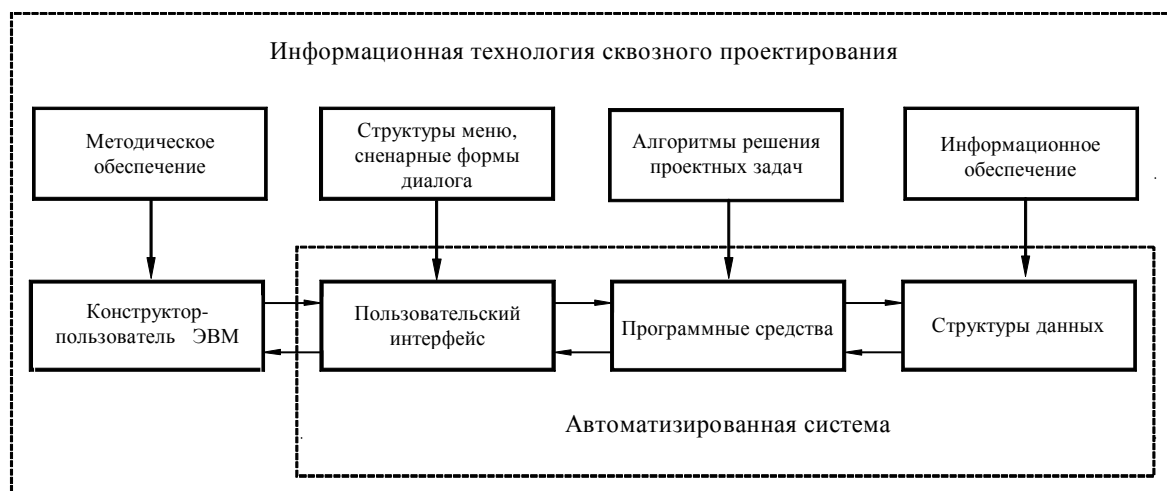 Информационная технология сквозного проектирования
Методическое
обеспечение
Структуры меню,
сненарные формы
диалога
Алгоритмы решения
проектных задач
Информационное
обеспечение
Конструктор-
пользователь ЭВМ
Пользовательский
интерфейс
Программные средства
Структуры данных
Автоматизированная система